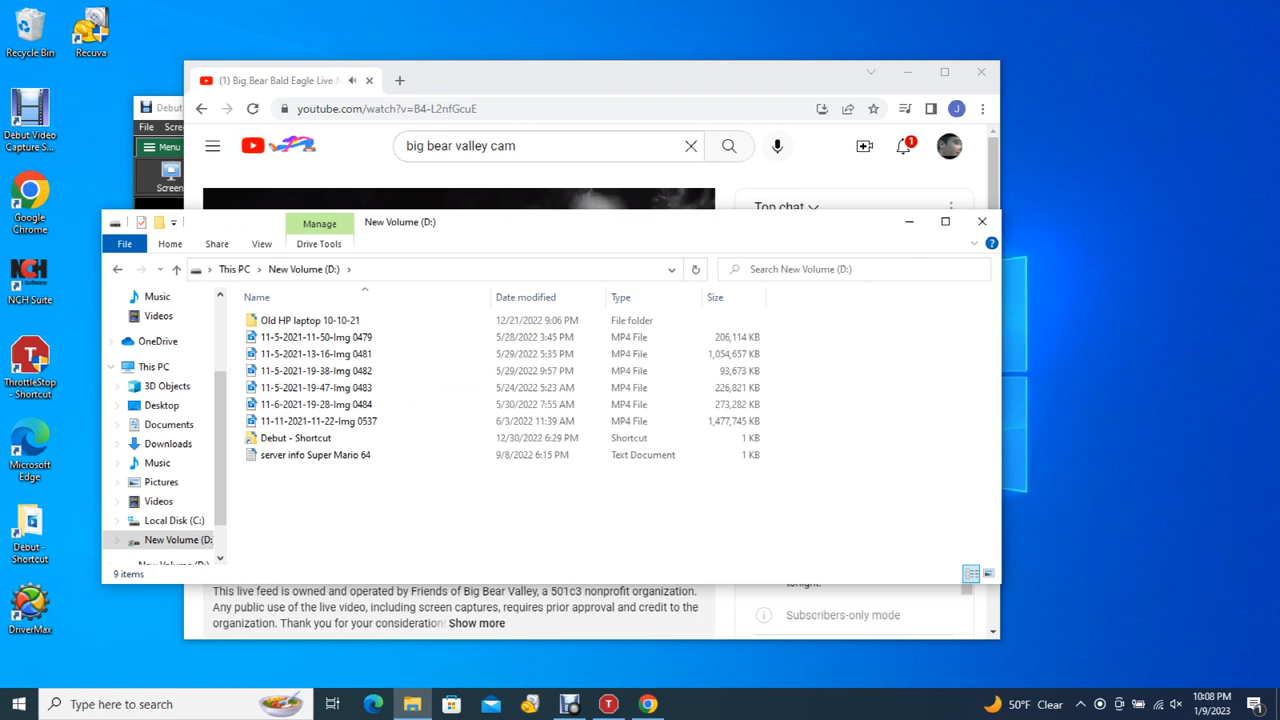 Recycle Bin
Recuva
Debut Video
Capture S...
Google
Chrome
NCH Suite
ThrottleStop
- Shortcut
Microsoft
Edge
Debut -
Shortcut
DriverMax
Debut
File
Menu
Screen
(1) Big Bear Bald Eagle Live
youtube.com/watch?v=B4-L2nfGcuE
J
big bear valley cam
1
Top chat
Manage
New Volume (D:)
File
Home
Share
View
Drive Tools
This PC > New Volume (D:) >
Search New Volume (D:)
Music
Videos
OneDrive
This PC
3D Objects
Desktop
Documents
Downloads
Music
Pictures
Videos
Local Disk (C:)
New Volume (D:
New Volume (D:)
Name Date modified Type Size
Old HP laptop 10-10-21 12/21/2022 9:06 PM File folder
11-5-2021-11-50-Img 0479 5/28/2022 3:45 PM MP4 File 206,114 KB
11-5-2021-13-16-Img 0481 5/29/2022 5:35 PM MP4 File 1,054,657 KB
11-5-2021-19-38-Img 0482 5/29/2022 9:57 PM MP4 File 93,673 KB
11-5-2021-19-47-Img 0483 5/24/2022 5:23 AM MP4 File 226,821 KB
11-6-2021-19-28-Img 0484 5/30/2022 7:55 AM MP4 File 273,282 KB
11-11-2021-11-22-Img 0537 6/3/2022 11:39 AM MP4 File 1,477,745 KB
Debut - Shortcut 12/30/2022 6:29 PM Shortcut 1 KB
server info Super Mario 64 9/8/2022 6:15 PM Text Document 1 KB
9 items
This live feed is owned and operated by Friends of Big Bear Valley, a 501c3 nonprofit organization.
Any public use of the live video, including screen captures, requires prior approval and credit to the
organization. Thank you for your consideration! Show more
tonight.
Subscribers-only mode
Type here to search
T
50°F Clear
10:08 PM
1/9/2023
1